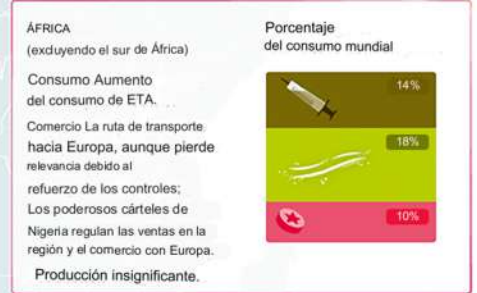 ÁFRICA
(excluyendo el sur de África)
Consumo Aumento
del consumo de ETA.
Comercio La ruta de transporte
hacia Europa, aunque pierde
relevancia debido al
refuerzo de los controles;
Los poderosos cárteles de
Nigeria regulan las ventas en la
región y el comercio con Europa.
Producción insignificante.
Porcentaje
del consumo mundial
14%
18%
10%